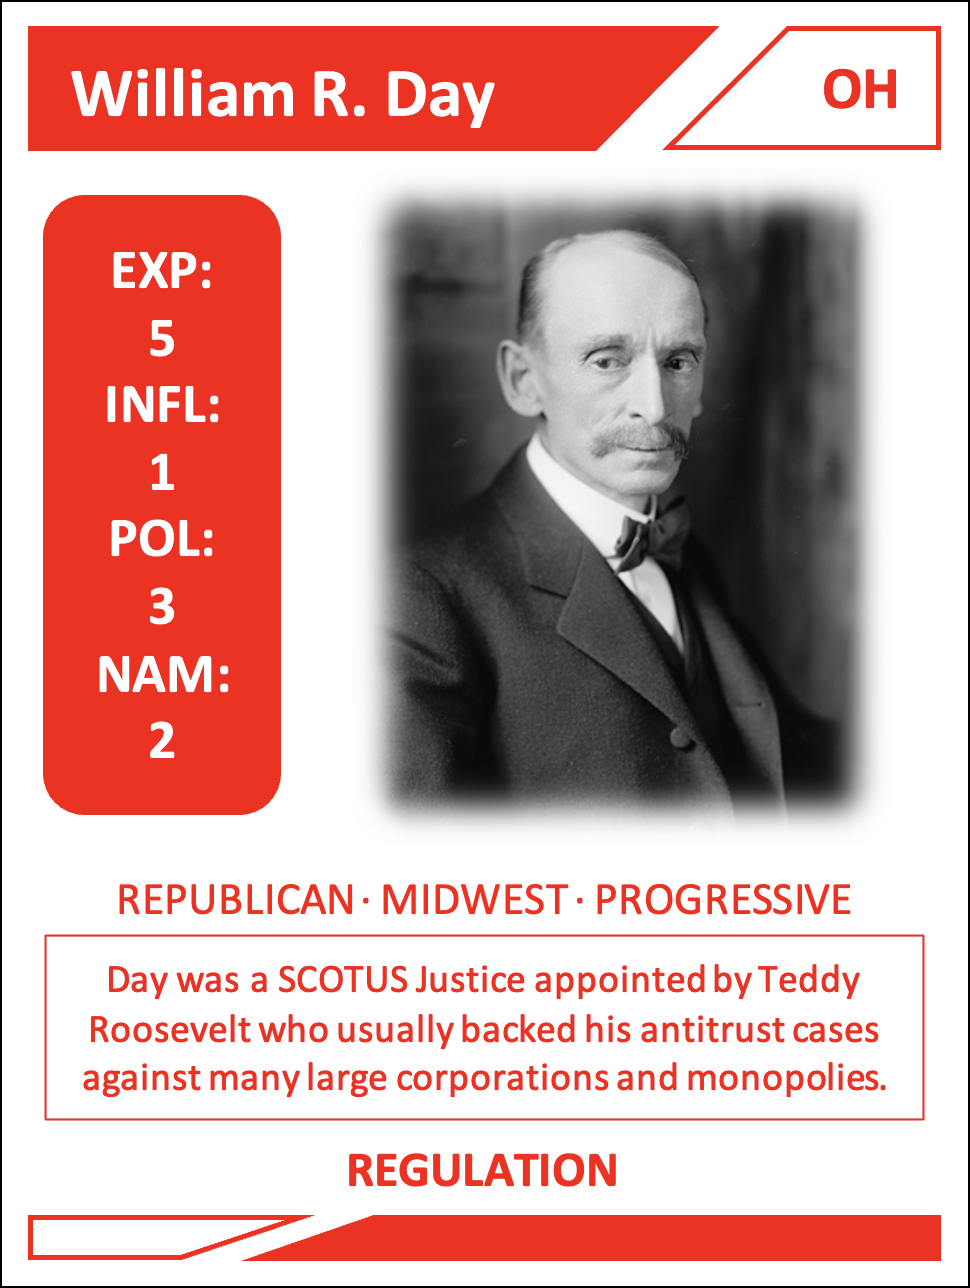 William R. Day
OH
EXP:
5
INFL:
1
POL:
3
NAM:
2
REPUBLICAN · MIDWEST · PROGRESSIVE
Day was a SCOTUS Justice appointed by Teddy
Roosevelt who usually backed his antitrust cases
against many large corporations and monopolies.
REGULATION